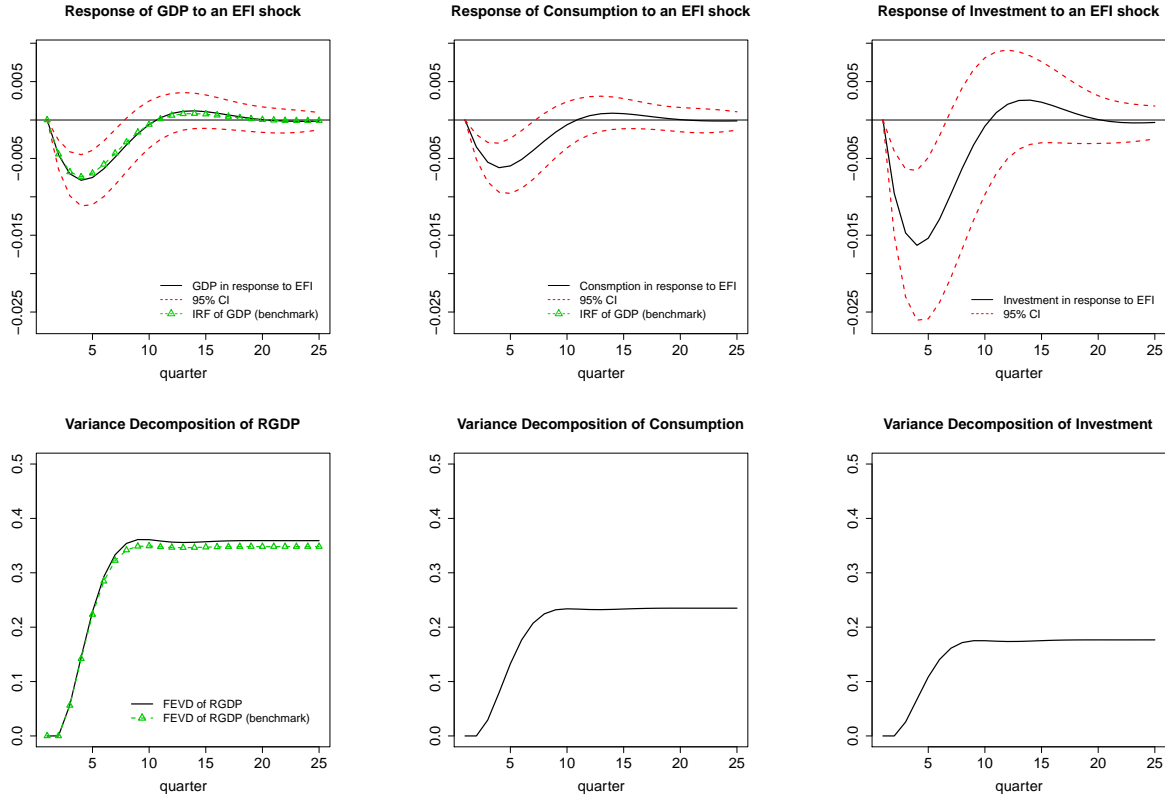 Response of GDP to an EFI shock
0.005
−0.005
−0.015
−0.025
GDP in response to EFI
95% CI
IRF of GDP (benchmark)
5 10 15 20 25
quarter
Response of Consumption to an EFI shock
0.005
−0.005
−0.015
−0.025
Consmption in response to EFI
95% CI
IRF of GDP (benchmark)
5 10 15 20 25
quarter
Response of Investment to an EFI shock
0.005
−0.005
−0.015
−0.025
Investment in response to EFI
95% CI
5 10 15 20 25
quarter
Variance Decomposition of RGDP
0.5
0.4
0.3
0.2
0.1
0.0
FEVD of RGDP
FEVD of RGDP (benchmark)
5 10 15 20 25
quarter
Variance Decomposition of Consumption
0.5
0.4
0.3
0.2
0.1
0.0
5 10 15 20 25
quarter
Variance Decomposition of Investment
0.5
0.4
0.3
0.2
0.1
0.0
5 10 15 20 25
quarter